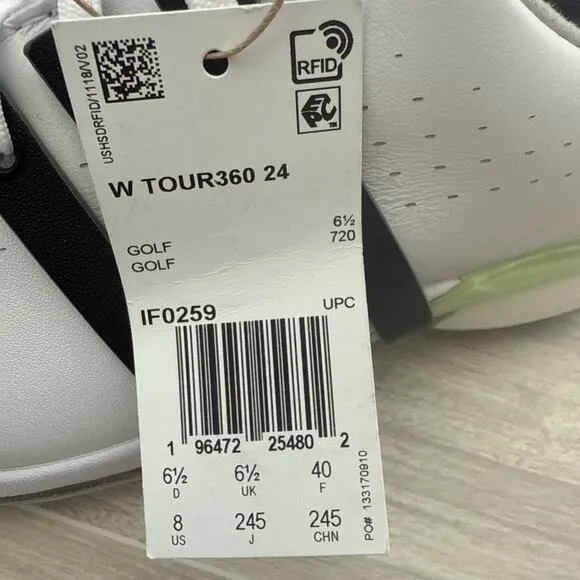 USHSDRFID/1118/V02
RFID
EPC™
W TOUR360 24
6½
720
GOLF
GOLF
IF0259
UPC
1 96472 25480 2
6½ 6½ 40
D UK F
8 245 245
US J CHN
PO# 133170910